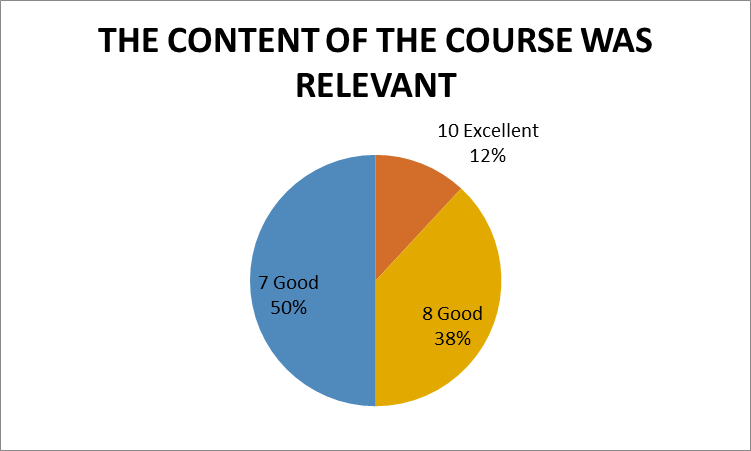 THE CONTENT OF THE COURSE WAS
RELEVANT
10 Excellent
12%
7 Good
50%
8 Good
38%